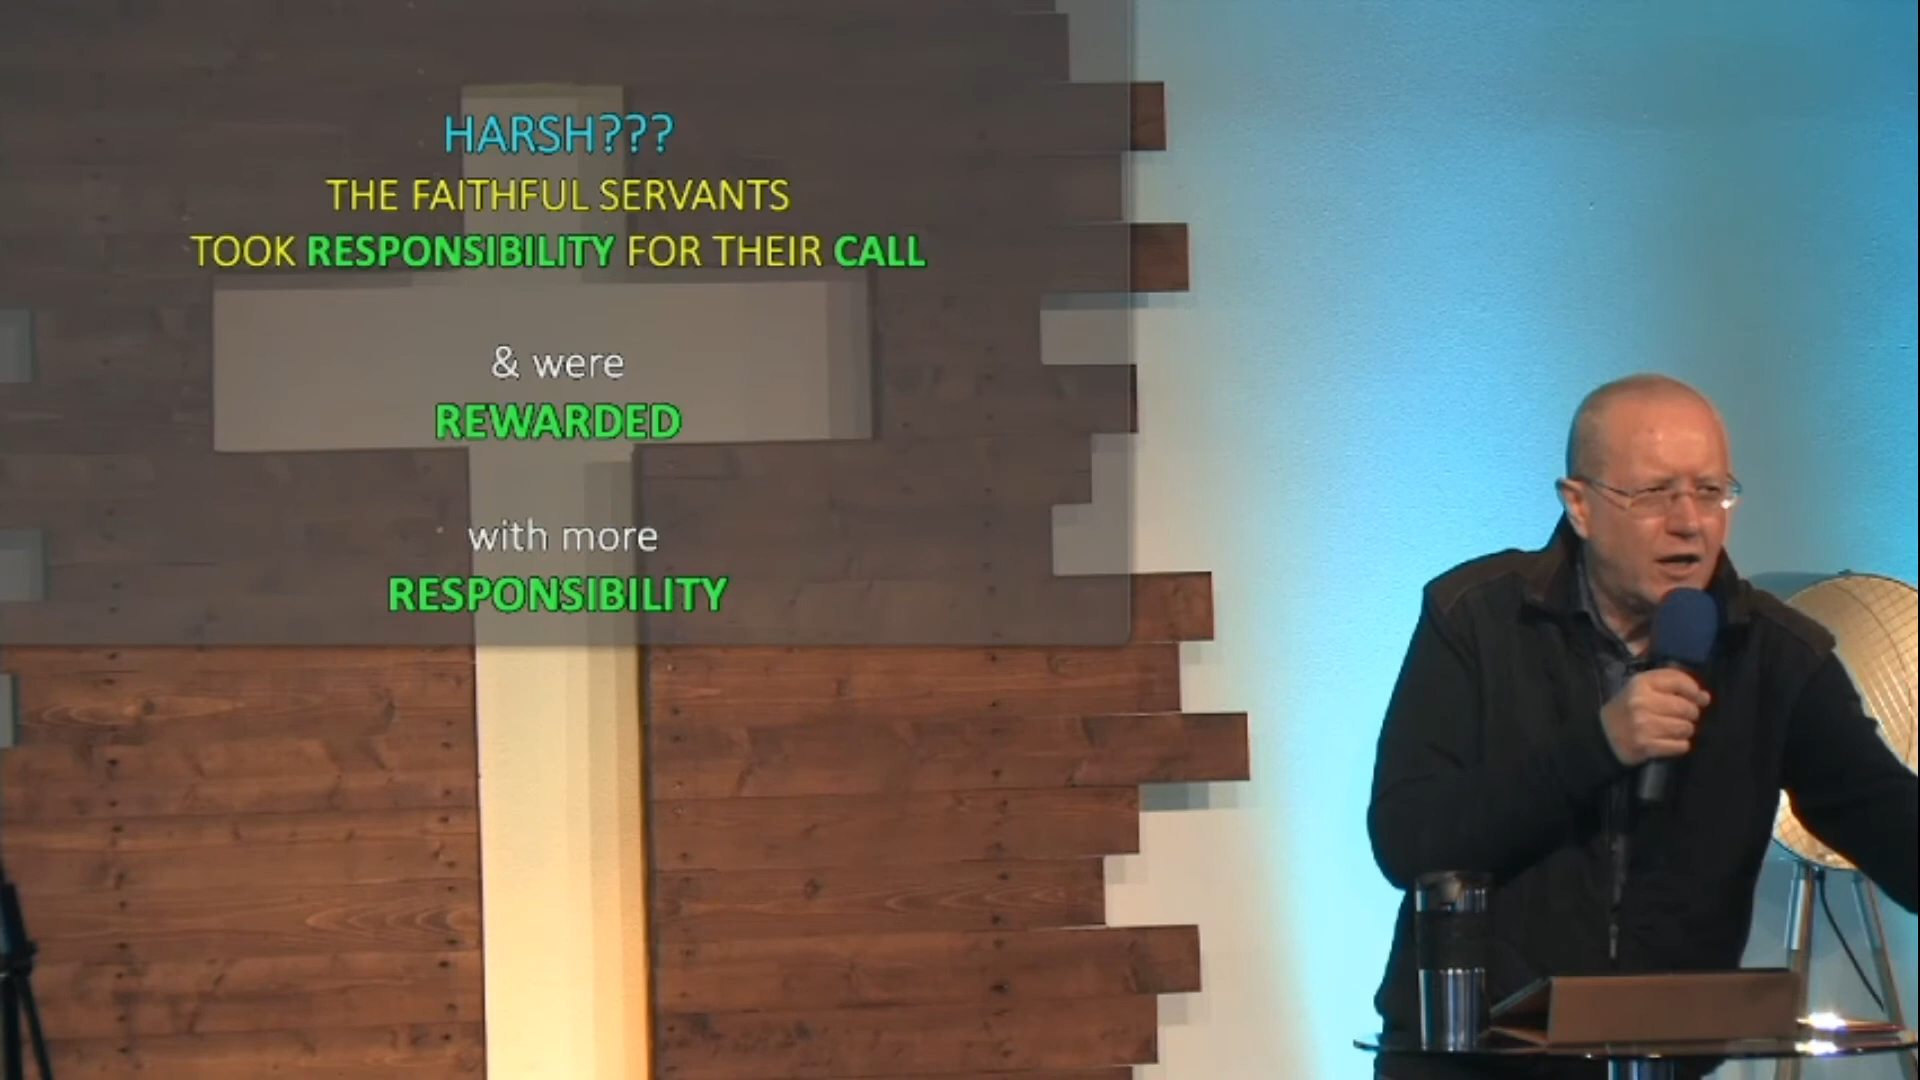 HARSH???
THE FAITHFUL SERVANTS
TOOK RESPONSIBILITY FOR THEIR CALL
& were
REWARDED
with more
RESPONSIBILITY